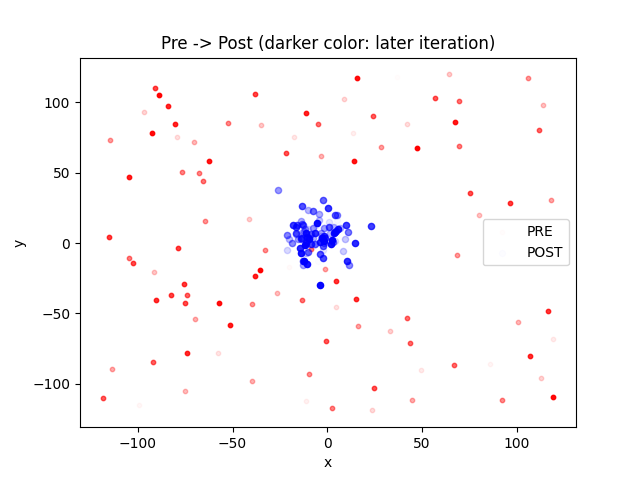 Pre -> Post (darker color: later iteration)
100
50
0
−50
−100
y
PRE
POST
−100 −50 0 50 100
x